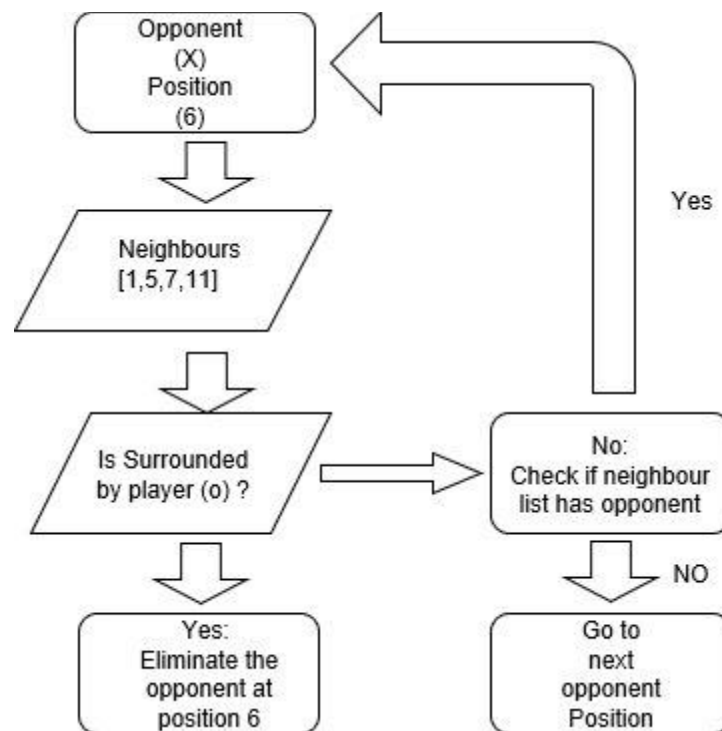 Opponent
(X)
Position
(6)
Yes
Neighbours
[1,5,7,11]
Is Surrounded
by player (o) ?
No:
Check if neighbour
list has opponent
NO
Yes:
Eliminate the
opponent at
position 6
Go to
next
opponent
Position